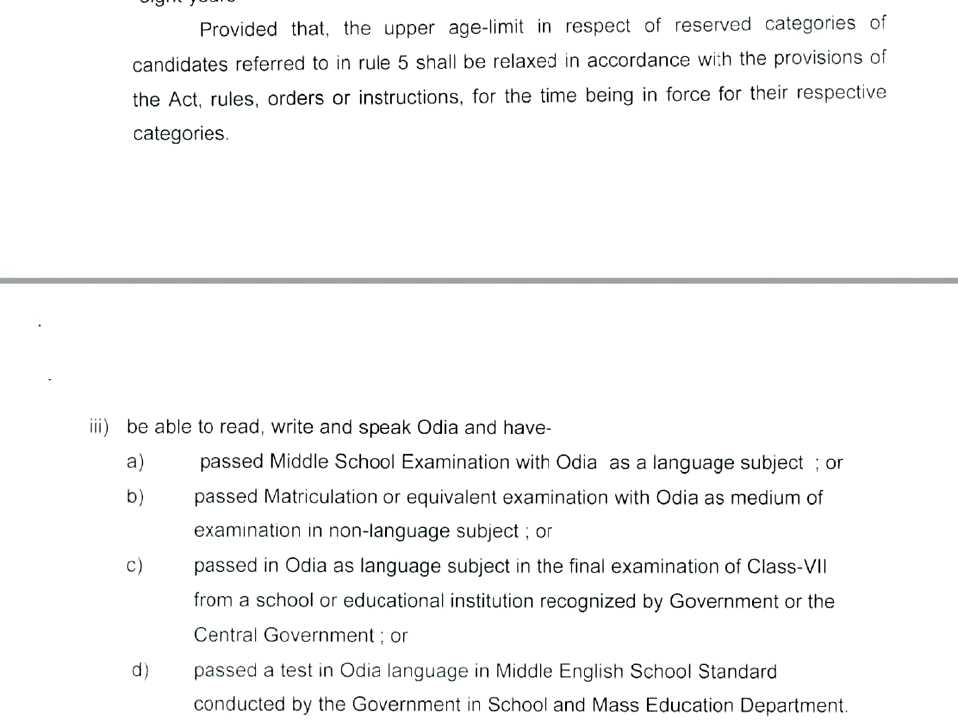 Provided that, the upper age-limit in respect of reserved categories of
candidates referred to in rule 5 shall be relaxed in accordance with the provisions of
the Act, rules, orders or instructions, for the time being in force for their respective
categories.
iii) be able to read, write and speak Odia and have-
a) passed Middle School Examination with Odia as a language subject ; or
b) passed Matriculation or equivalent examination with Odia as medium of
examination in non-language subject ; or
c) passed in Odia as language subject in the final examination of Class-VII
from a school or educational institution recognized by Government or the
Central Government ; or
d) passed a test in Odia language in Middle English School Standard
conducted by the Government in School and Mass Education Department.